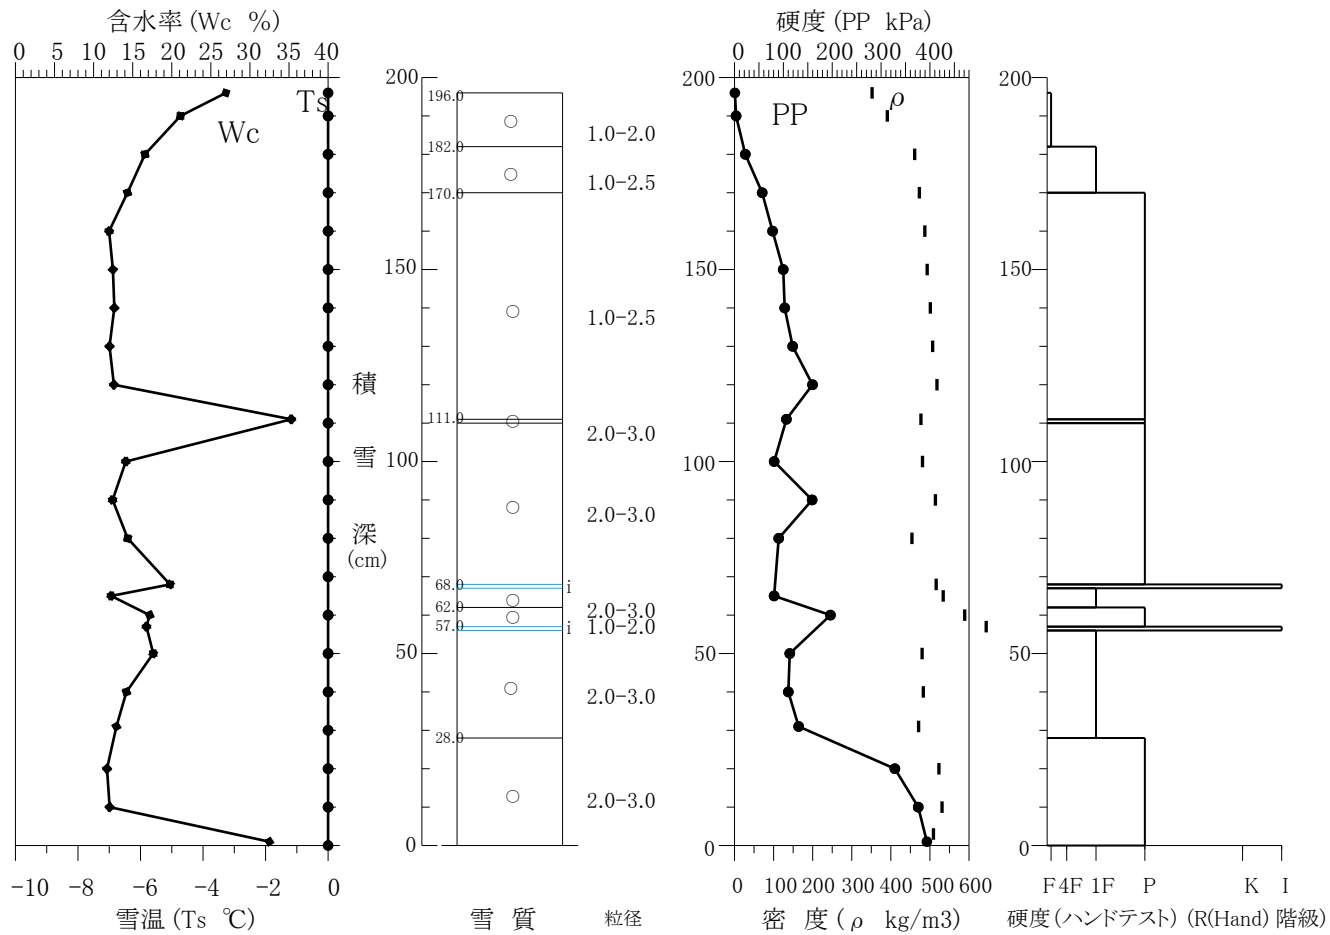 含水率 (Wc %)
0 5 10 15 20 25 30 35 40
Ts
Wc
-10 -8 -6 -4 -2 0
雪温 (Ts ℃)
積
雪
深
(cm)
200
150
100
50
0
196.0
182.0
170.0
111.0
68.0
62.0
57.0
28.0
i
i
雪 質
1.0-2.0
1.0-2.5
1.0-2.5
2.0-3.0
2.0-3.0
2.0-3.0
1.0-2.0
2.0-3.0
2.0-3.0
粒径
硬度 (PP kPa)
0 100 200 300 400
PP
ρ
200
150
100
50
0
0 100 200 300 400 500 600
密 度 (ρ kg/m3)
200
150
100
50
0
F 4F 1F P K I
硬度 (ハンドテスト) (R(Hand) 階級)